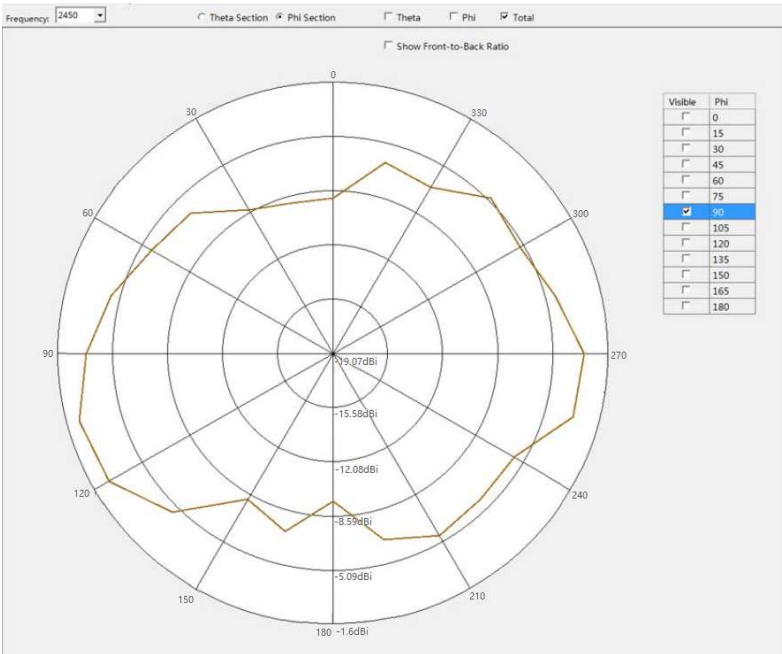 Frequency: 2450 Theta Section Phi Section Theta Phi Total
Show Front-to-Back Ratio
0
30
330
Visible Phi
0
15
30
45
60
75
90
105
120
135
150
165
180
60
300
90
270
-19.07dBi
-15.58dBi
-12.08dBi
120
240
-8.59dBi
-5.09dBi
150
210
180 -1.6dBi